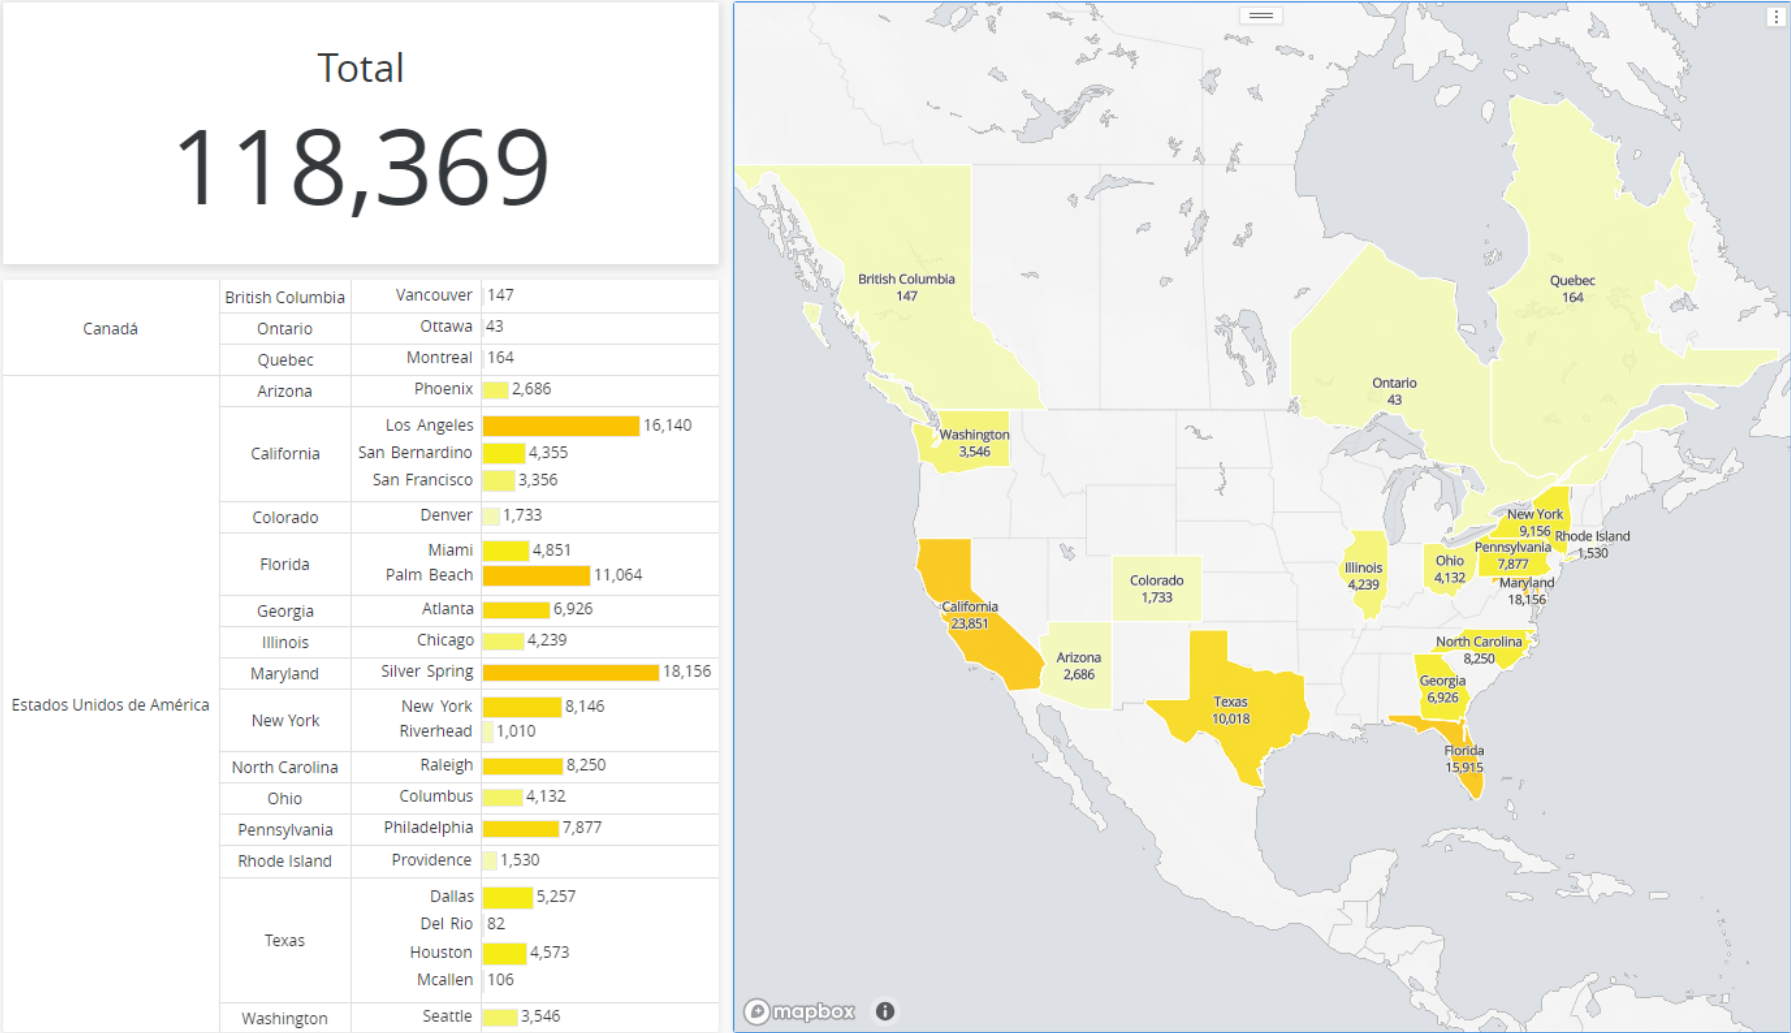 Total
118,369
Canadá
British Columbia Vancouver 147
Ontario Ottawa 43
Quebec Montreal 164
Estados Unidos de América
Arizona Phoenix 2,686
California
Los Angeles 16,140
San Bernardino 4,355
San Francisco 3,356
Colorado Denver 1,733
Florida
Miami 4,851
Palm Beach 11,064
Georgia Atlanta 6,926
Illinois Chicago 4,239
Maryland Silver Spring 18,156
New York
New York 8,146
Riverhead 1,010
North Carolina Raleigh 8,250
Ohio Columbus 4,132
Pennsylvania Philadelphia 7,877
Rhode Island Providence 1,530
Texas
Dallas 5,257
Del Rio 82
Houston 4,573
Mcallen 106
Washington Seattle 3,546
British Columbia
147
Quebec
164
Ontario
43
Washington
3,546
New York
9,156
Rhode Island
1,530
Pennsylvania
7,877
Ohio
4,132
Illinois
4,239
Maryland
18,156
Colorado
1,733
California
23,851
North Carolina
8,250
Arizona
2,686
Georgia
6,926
Texas
10,018
Florida
15,915
mapbox